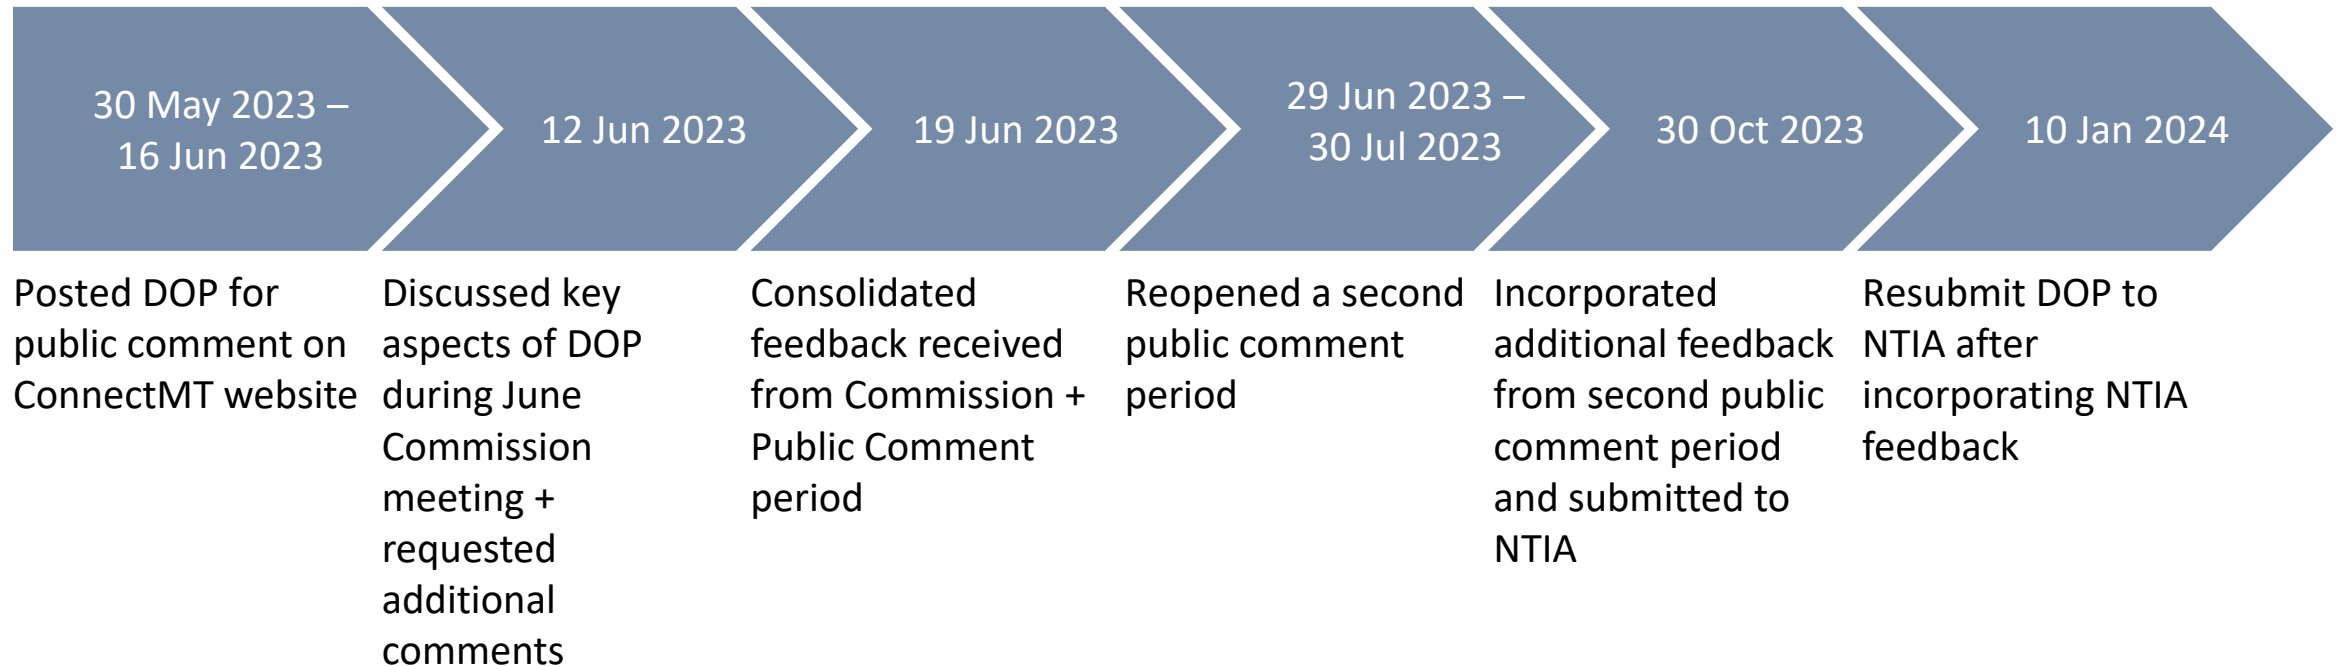 30 May 2023 –
16 Jun 2023
12 Jun 2023
19 Jun 2023
29 Jun 2023 –
30 Jul 2023
30 Oct 2023
10 Jan 2024
Posted DOP for
public comment on
ConnectMT website
Discussed key
aspects of DOP
during June
Commission
meeting +
requested
additional
comments
Consolidated
feedback received
from Commission +
Public Comment
period
Reopened a second
public comment
period
Incorporated
additional feedback
from second public
comment period
and submitted to
NTIA
Resubmit DOP to
NTIA after
incorporating NTIA
feedback